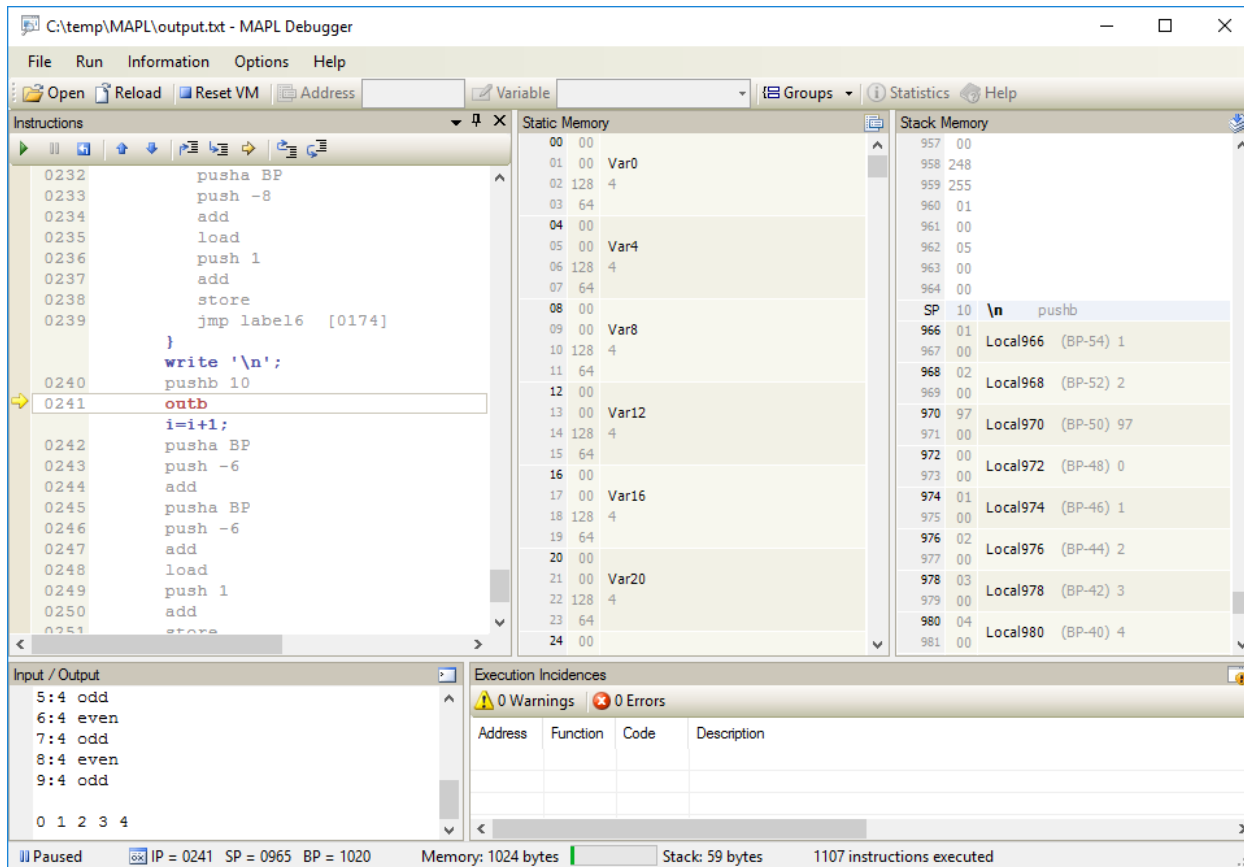 C:\temp\MAPL\output.txt - MAPL Debugger
File Run Information Options Help
Open Reload Reset VM Address Variable Groups Statistics Help
Instructions
0232 pusha BP
0233 push -8
0234 add
0235 load
0236 push 1
0237 add
0238 store
0239 jmp label6 [0174]
}
write '\n';
0240 pushb 10
0241 outb
i=i+1;
0242 pusha BP
0243 push -6
0244 add
0245 pusha BP
0246 push -6
0247 add
0248 load
0249 push 1
0250 add
0251 store
Static Memory
00 00
01 00 Var0
02 128 4
03 64
04 00
05 00 Var4
06 128 4
07 64
08 00
09 00 Var8
10 128 4
11 64
12 00
13 00 Var12
14 128 4
15 64
16 00
17 00 Var16
18 128 4
19 64
20 00
21 00 Var20
22 128 4
23 64
24 00
Stack Memory
957 00
958 248
959 255
960 01
961 00
962 05
963 00
964 00
SP 10 \n pushb
966 01
Local966 (BP-54) 1
967 00
968 02
Local968 (BP-52) 2
969 00
970 97
Local970 (BP-50) 97
971 00
972 00
Local972 (BP-48) 0
973 00
974 01
Local974 (BP-46) 1
975 00
976 02
Local976 (BP-44) 2
977 00
978 03
Local978 (BP-42) 3
979 00
980 04
Local980 (BP-40) 4
981 00
Input / Output
5:4 odd
6:4 even
7:4 odd
8:4 even
9:4 odd
0 1 2 3 4
Execution Incidences
0 Warnings 0 Errors
Address Function Code Description
Paused IP = 0241 SP = 0965 BP = 1020 Memory: 1024 bytes Stack: 59 bytes 1107 instructions executed